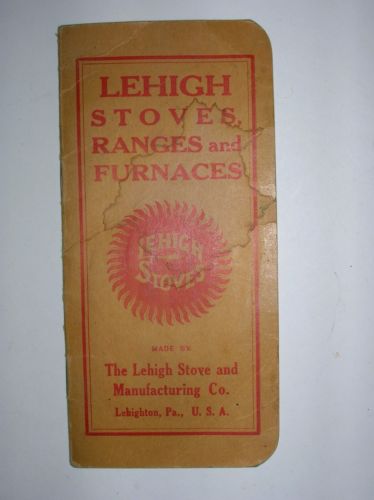 LEHIGH
STOVES,
RANGES and
FURNACES
LEHIGH
STOVES
MADE BY
The Lehigh Stove and
Manufacturing Co.
Lehighton, Pa., U. S. A.